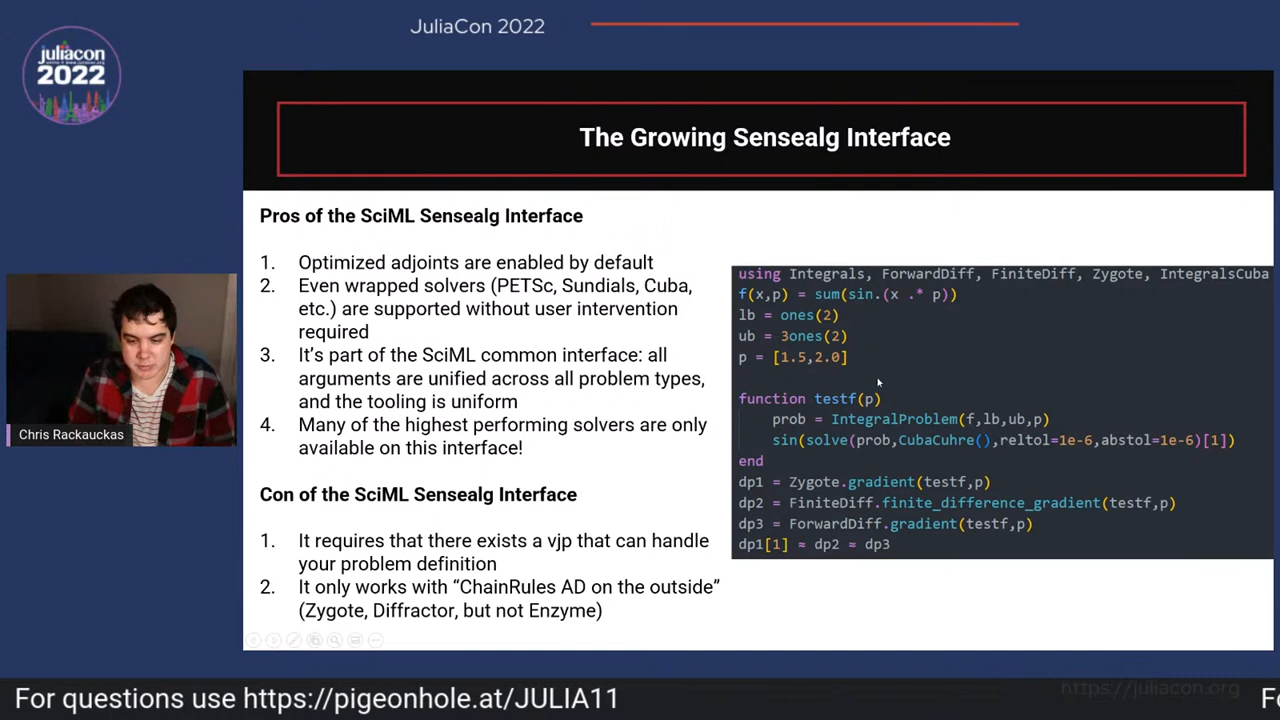 JuliaCon 2022
juliacon
2022
The Growing Sensealg Interface
Pros of the SciML Sensealg Interface
1. Optimized adjoints are enabled by default
2. Even wrapped solvers (PETSc, Sundials, Cuba,
etc.) are supported without user intervention
required
3. It’s part of the SciML common interface: all
arguments are unified across all problem types,
and the tooling is uniform
4. Many of the highest performing solvers are only
available on this interface!
Con of the SciML Sensealg Interface
1. It requires that there exists a vjp that can handle
your problem definition
2. It only works with “ChainRules AD on the outside”
(Zygote, Diffractor, but not Enzyme)
using Integrals, ForwardDiff, FiniteDiff, Zygote, IntegralsCuba
f(x,p) = sum(sin.(x .* p))
lb = ones(2)
ub = 3ones(2)
p = [1.5,2.0]
function testf(p)
prob = IntegralProblem(f,lb,ub,p)
sin(solve(prob,CubaCuhre(),reltol=1e-6,abstol=1e-6)[1])
end
dp1 = Zygote.gradient(testf,p)
dp2 = FiniteDiff.finite_difference_gradient(testf,p)
dp3 = ForwardDiff.gradient(testf,p)
dp1[1] ≈ dp2 ≈ dp3
Chris Rackauckas
https://juliacon.org
For questions use https://pigeonhole.at/JULIA11
Fo